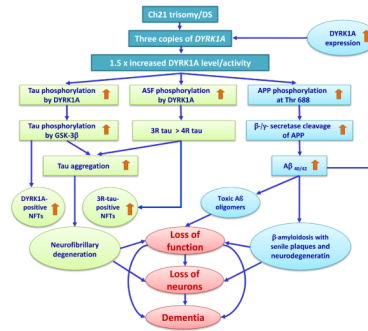 Ch21 trisomy/DS
Three copies of DYRK1A
DYRK1A
expression
1.5 x increased DYRK1A level/activity
Tau phosphorylation
by DYRK1A
ASF phosphorylation
by DYRK1A
APP phosphorylation
at Thr 688
Tau phosphorylation
by GSK-3β
3R tau > 4R tau
β-/γ- secretase cleavage
of APP
Tau aggregation
Aβ 40/42
DYRK1A-
positive
NFTs
3R-tau-
positive
NFTs
Toxic Aß
oligomers
Neurofibrillary
degeneration
Loss of
function
β-amyloidosis with
senile plaques and
neurodegeneratin
Loss of
neurons
Dementia